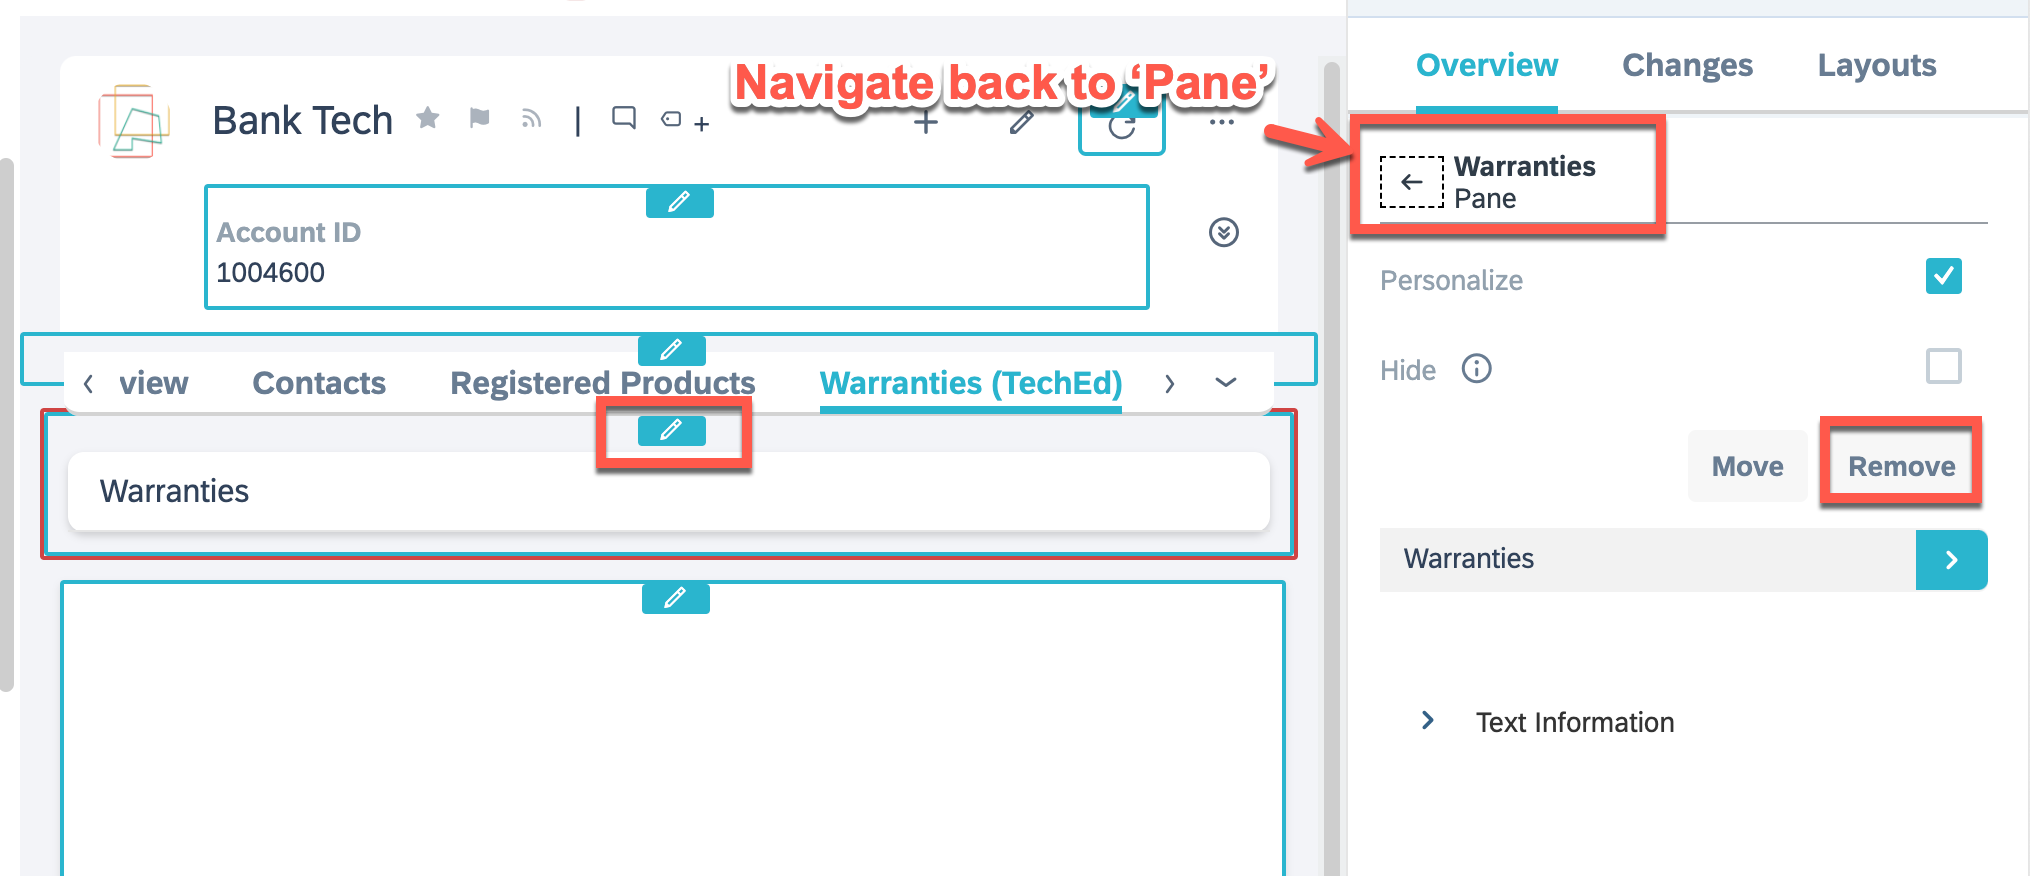 Navigate back to ‘Pane’
Bank Tech
Account ID
1004600
view
Contacts
Registered Products
Warranties (TechEd)
Warranties
Overview
Changes
Layouts
Warranties
Pane
Personalize
Hide
Move
Remove
Warranties
Text Information